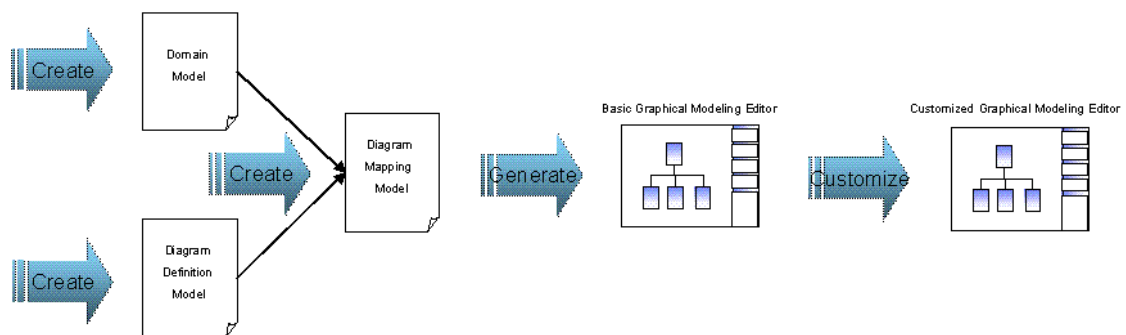 Create
Domain
Model
Create
Diagram
Mapping
Model
Create
Diagram
Definition
Model
Generate
Basic Graphical Modeling Editor
Customize
Customized Graphical Modeling Editor